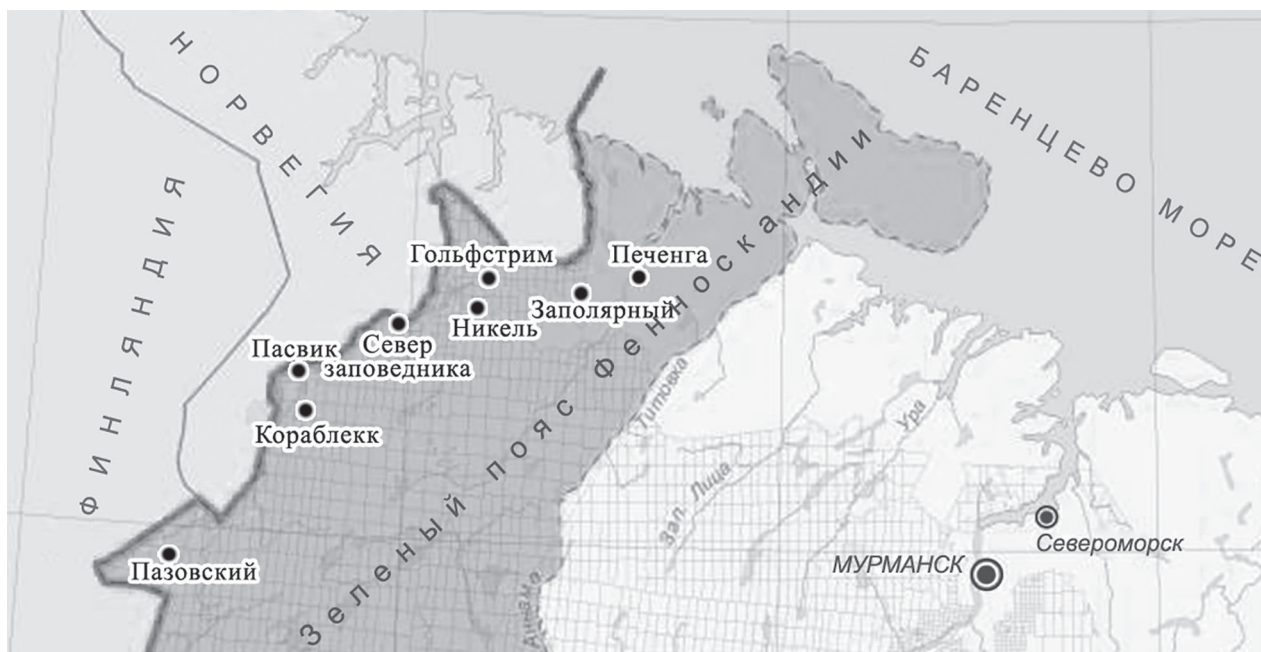 НОРВЕГИЯ
БАРЕНЦЕВО МОРЕ
ФИНЛЯНДИЯ
Гольфстрим
Печенга
Заполярный
Никель
Север
заповедника
Пасвик
Кораблекк
Зеленый пояс Фенноскандии
Титовка
Ура
Зап. Лица
Североморск
МУРМАНСК
Пазовский
Аннама